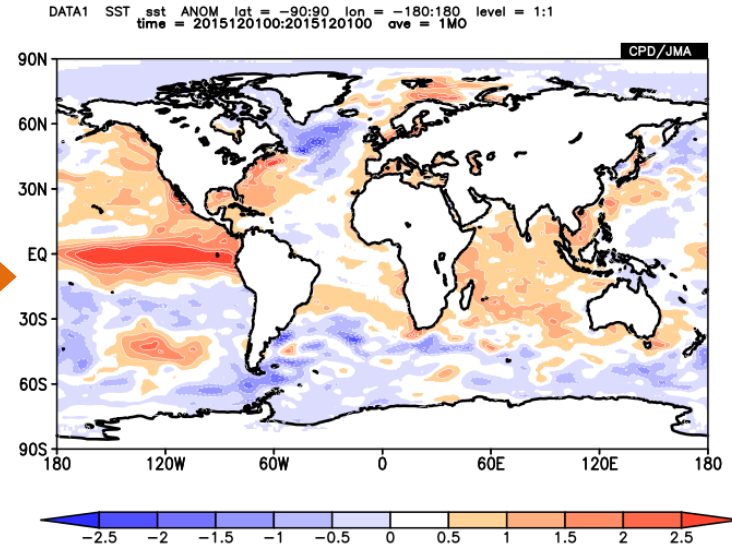 DATA1 SST sst ANOM lat = -90:90 lon = -180:180 level = 1:1
time = 2015120100:2015120100 ave = 1MO
CPD/JMA
90N
60N
30N
EQ
30S
60S
90S
180 120W 60W 0 60E 120E 180
-2.5 -2 -1.5 -1 -0.5 0 0.5 1 1.5 2 2.5